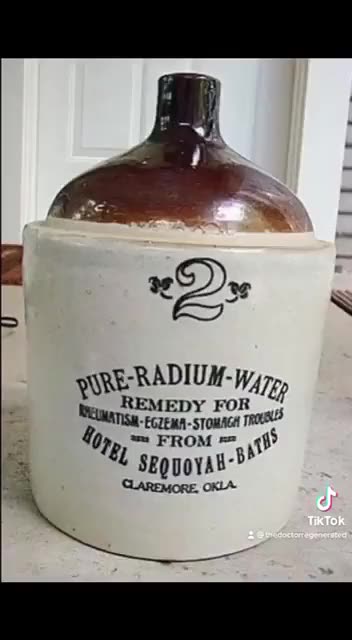 2
PURE-RADIUM-WATER
REMEDY FOR
RHEUMATISM-EGZEMA-STOMACH TROUBLES
FROM
HOTEL SEQUOYAH-BATHS
CLAREMORE, OKLA.
TikTok
@thedoctorregenerated